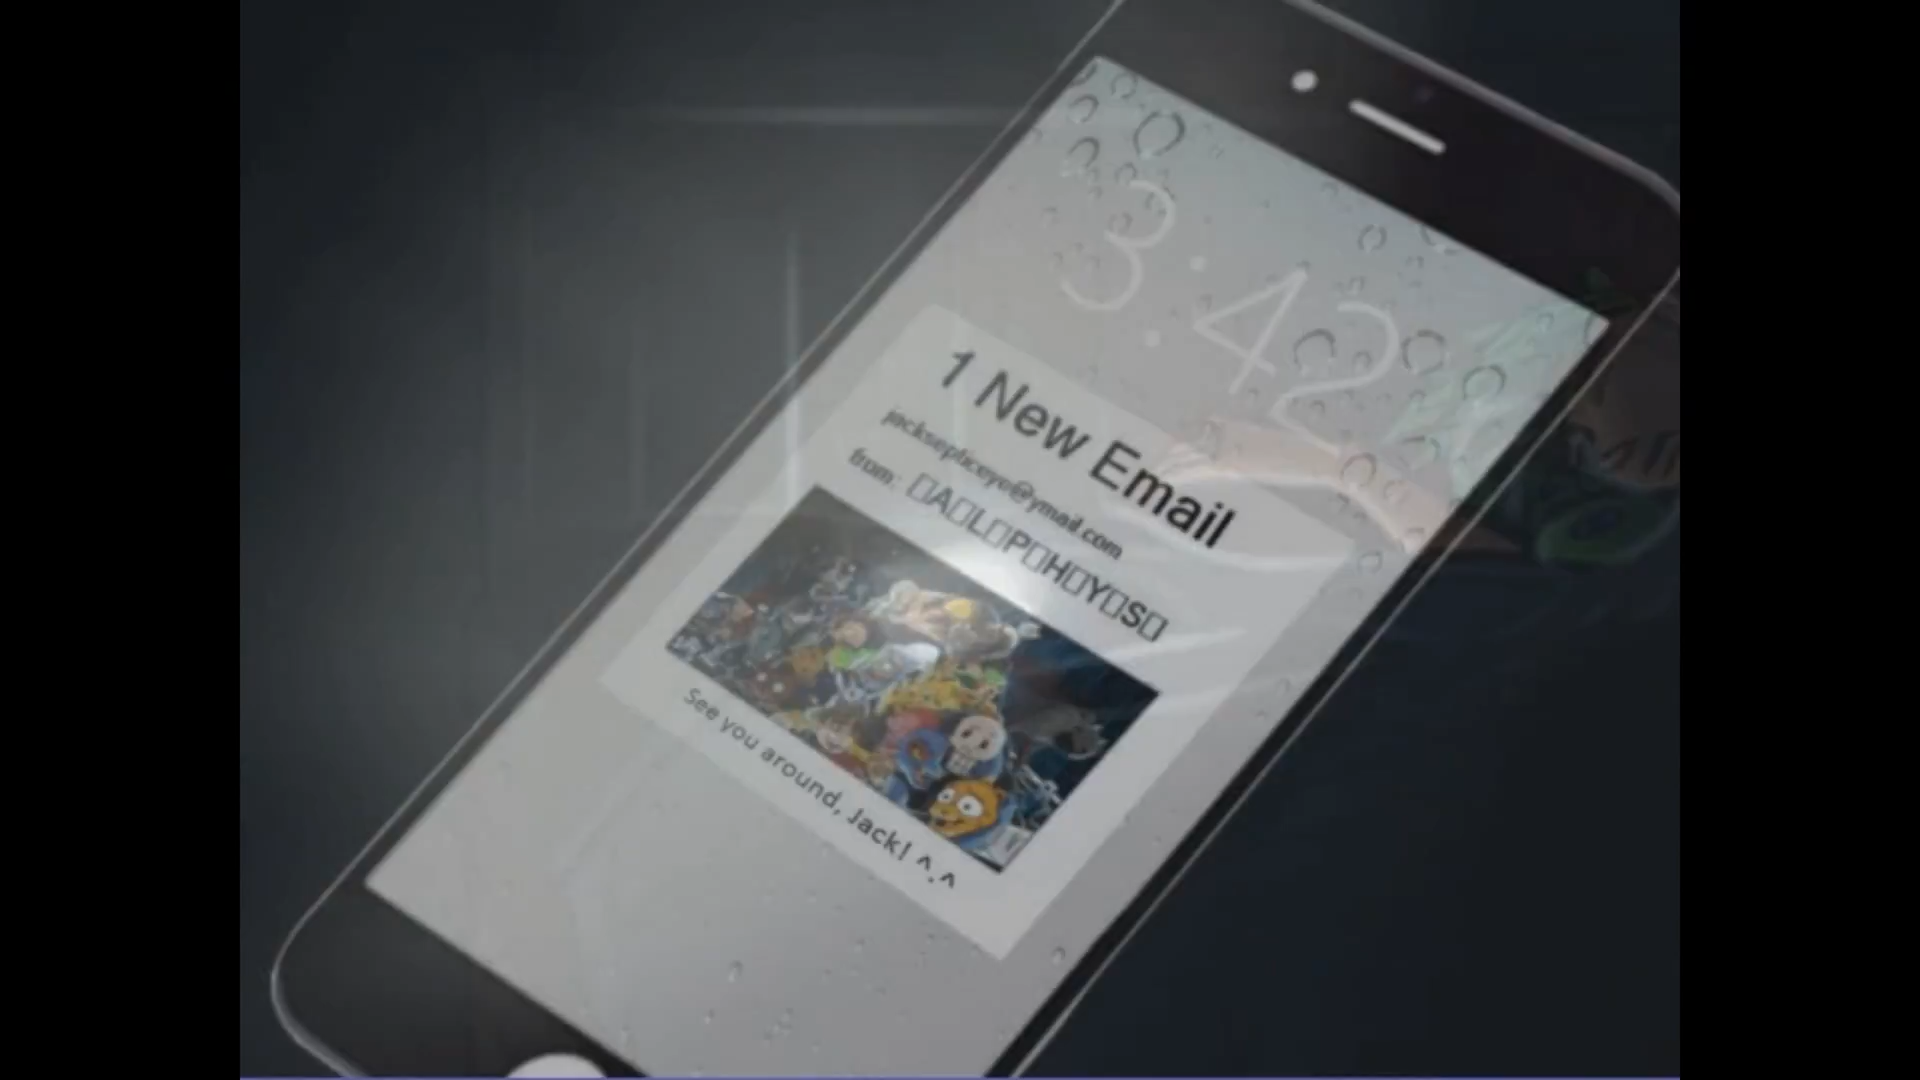 3:42
1 New Email
jacksepticeye@ymail.com
from: ▯A▯L▯P▯H▯Y▯S▯
See you around, Jack! ^.^